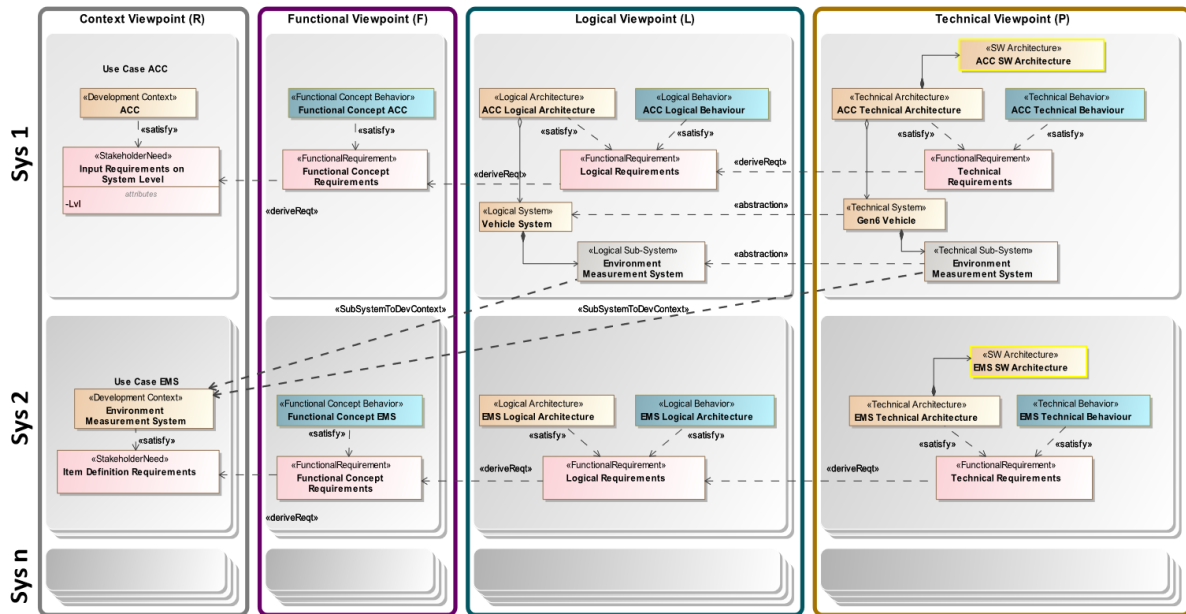 Context Viewpoint (R)
Functional Viewpoint (F)
Logical Viewpoint (L)
Technical Viewpoint (P)
Sys 1
Use Case ACC
«Development Context»
ACC
«satisfy»
«StakeholderNeed»
Input Requirements on
System Level
attributes
-Lvl
«Functional Concept Behavior»
Functional Concept ACC
«satisfy»
«FunctionalRequirement»
Functional Concept
Requirements
«deriveReqt»
«Logical Architecture»
ACC Logical Architecture
«Logical Behavior»
ACC Logical Behaviour
«satisfy»
«satisfy»
«FunctionalRequirement»
Logical Requirements
«deriveReqt»
«Logical System»
Vehicle System
«Logical Sub-System»
Environment
Measurement System
«SW Architecture»
ACC SW Architecture
«Technical Architecture»
ACC Technical Architecture
«Technical Behavior»
ACC Technical Behaviour
«satisfy»
«satisfy»
«FunctionalRequirement»
Technical
Requirements
«deriveReqt»
«abstraction»
«Technical System»
Gen6 Vehicle
«abstraction»
«Technical Sub-System»
Environment
Measurement System
«SubSystemToDevContext»
«SubSystemToDevContext»
Sys 2
Use Case EMS
«Development Context»
Environment
Measurement System
«satisfy»
«StakeholderNeed»
Item Definition Requirements
«Functional Concept Behavior»
Functional Concept EMS
«satisfy»
«FunctionalRequirement»
Functional Concept
Requirements
«deriveReqt»
«Logical Architecture»
EMS Logical Architecture
«Logical Behavior»
EMS Logical Architecture
«satisfy»
«satisfy»
«FunctionalRequirement»
Logical Requirements
«deriveReqt»
«SW Architecture»
EMS SW Architecture
«Technical Architecture»
EMS Technical Architecture
«Technical Behavior»
EMS Technical Behaviour
«satisfy»
«satisfy»
«FunctionalRequirement»
Technical Requirements
«deriveReqt»
Sys n